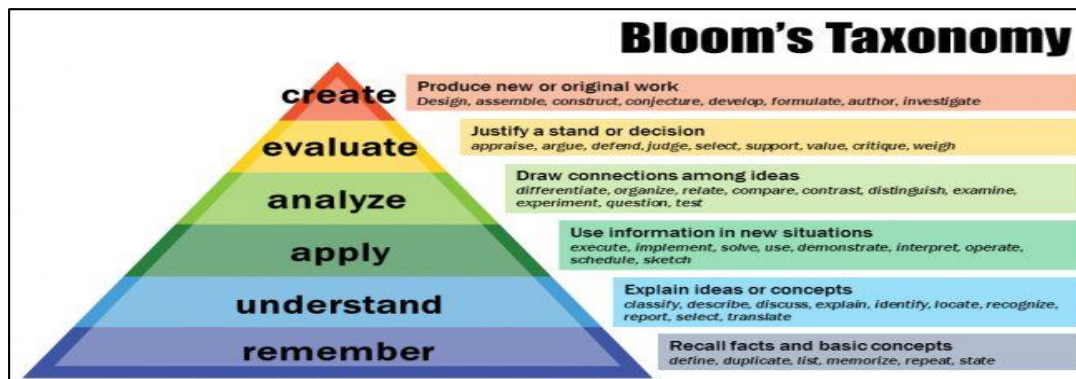 Bloom's Taxonomy
create
Produce new or original work
Design, assemble, construct, conjecture, develop, formulate, author, investigate
evaluate
Justify a stand or decision
appraise, argue, defend, judge, select, support, value, critique, weigh
analyze
Draw connections among ideas
differentiate, organize, relate, compare, contrast, distinguish, examine,
experiment, question, test
apply
Use information in new situations
execute, implement, solve, use, demonstrate, interpret, operate,
schedule, sketch
understand
Explain ideas or concepts
classify, describe, discuss, explain, identify, locate, recognize,
report, select, translate
remember
Recall facts and basic concepts
define, duplicate, list, memorize, repeat, state